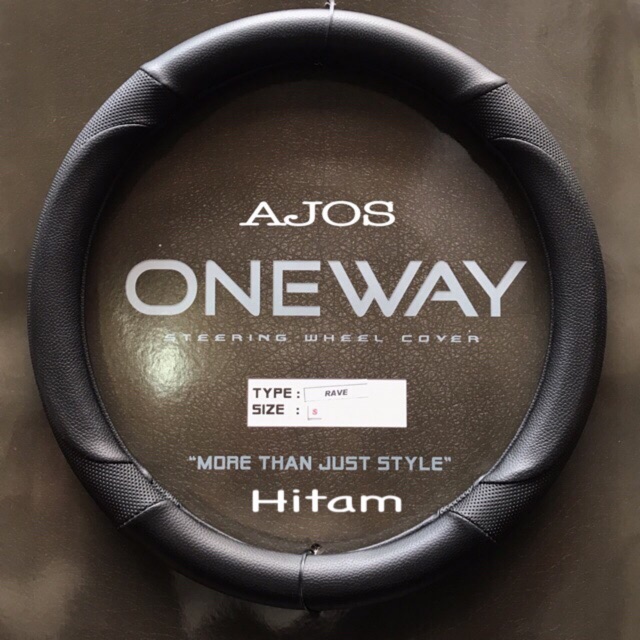 AJOS
ONEWAY
STEERING WHEEL COVER
TYPE : RAVE
SIZE : S
"MORE THAN JUST STYLE"
Hitam